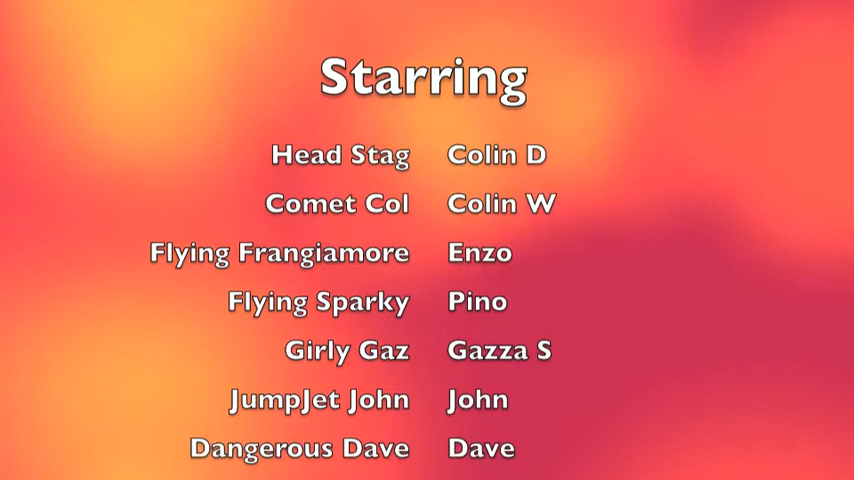 Starring
Head Stag Colin D
Comet Col Colin W
Flying Frangiamore Enzo
Flying Sparky Pino
Girly Gaz Gazza S
JumpJet John John
Dangerous Dave Dave